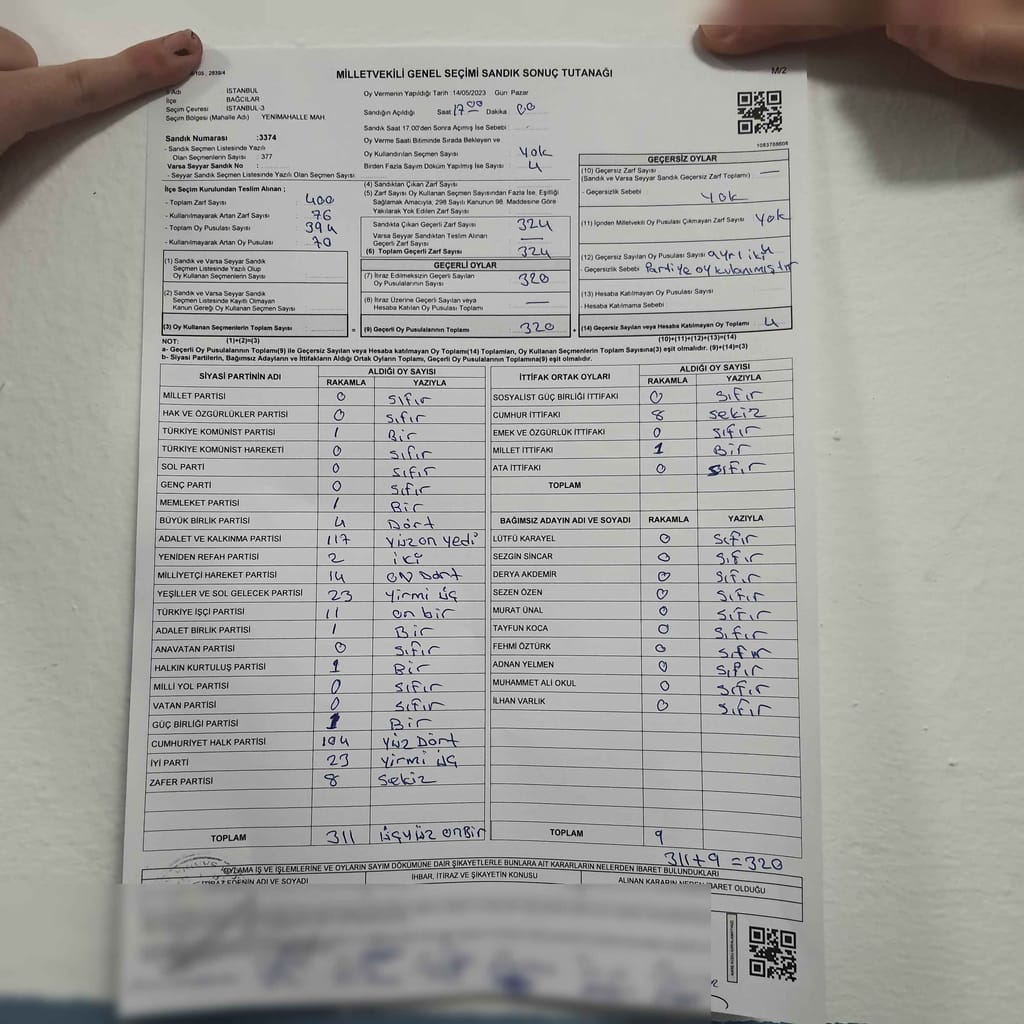 MİLLETVEKİLİ GENEL SEÇİMİ SANDIK SONUÇ TUTANAĞI
M/2
İSTANBUL
İlçe BAĞCILAR
Seçim Çevresi İSTANBUL-3
Seçim Bölgesi (Mahalle Adı) YENİMAHALLE MAH.
Sandık Numarası :3374
- Sandık Seçmen Listesinde Yazılı
Olan Seçmenlerin Sayısı : 377
Varsa Seyyar Sandık No :
- Seyyar Sandık Seçmen Listesinde Yazılı Olan Seçmen Sayısı
İlçe Seçim Kurulundan Teslim Alınan ;
- Toplam Zarf Sayısı : 400
- Kullanılmayarak Artan Zarf Sayısı : 76
- Toplam Oy Pusulası Sayısı : 394
- Kullanılmayarak Artan Oy Pusulası : 70
(1) Sandık ve Varsa Seyyar Sandık
Seçmen Listesinde Yazılı Olup
Oy Kullanan Seçmenlerin Sayısı
(2) Sandık ve Varsa Seyyar Sandık
Seçmen Listesinde Kayıtlı Olmayan
Kanun Gereği Oy Kullanan Seçmen Sayısı
(3) Oy Kullanan Seçmenlerin Toplam Sayısı
Oy Vermenin Yapıldığı Tarih :14/05/2023 Gün :Pazar
Sandığın Açıldığı Saat 17.00 Dakika 00
Sandık Saat 17.00'den Sonra Açılmış İse Sebebi :
Oy Verme Saati Bitiminde Sırada Bekleyen ve
Oy Kullandırılan Seçmen Sayısı Yok
Birden Fazla Sayım Döküm Yapılmış İse Sayısı 4
(4) Sandıktan Çıkan Zarf Sayısı
(5) Zarf Sayısı Oy Kullanan Seçmen Sayısından Fazla İse, Eşitliği
Sağlamak Amacıyla; 298 Sayılı Kanunun 98. Maddesine Göre
Yakılarak Yok Edilen Zarf Sayısı
Sandıkta Çıkan Geçerli Zarf Sayısı 324
Varsa Seyyar Sandıktan Teslim Alınan
Geçerli Zarf Sayısı —
(6) Toplam Geçerli Zarf Sayısı 324
GEÇERLİ OYLAR
(7) İtiraz Edilmeksizin Geçerli Sayılan
Oy Pusulalarının Sayısı 320
(8) İtiraz Üzerine Geçerli Sayılan veya
Hesaba Katılan Oy Pusulası Toplamı —
= (9) Geçerli Oy Pusulalarının Toplamı 320
1083788608
GEÇERSİZ OYLAR
(10) Geçersiz Zarf Sayısı —
(Sandık ve Varsa Seyyar Sandık Geçersiz Zarf Toplamı) :
- Geçersizlik Sebebi : Yok
(11) İçinden Milletvekili Oy Pusulası Çıkmayan Zarf Sayısı Yok
(12) Geçersiz Sayılan Oy Pusulası Sayısı ayrı iki 4
- Geçersizlik Sebebi Partiye oy kulanımıştır
(13) Hesaba Katılmayan Oy Pusulası Sayısı
- Hesaba Katılmama Sebebi :
+ (14) Geçersiz Sayılan veya Hesaba Katılmayan Oy Toplamı 4
NOT: (1)+(2)=(3) (10)+(11)+(12)+(13)=(14)
a- Geçerli Oy Pusulalarının Toplamı(9) ile Geçersiz Sayılan veya Hesaba katılmayan Oy Toplamı(14) Toplamları, Oy Kullanan Seçmenlerin Toplam Sayısına(3) eşit olmalıdır. (9)+(14)=(3)
b- Siyasi Partilerin, Bağımsız Adayların ve İttifakların Aldığı Ortak Oyların Toplamı, Geçerli Oy Pusulalarının Toplamına(9) eşit olmalıdır.
SİYASİ PARTİNİN ADI ALDIĞI OY SAYISI
RAKAMLA YAZIYLA
MİLLET PARTİSİ 0 Sıfır
HAK VE ÖZGÜRLÜKLER PARTİSİ 0 Sıfır
TÜRKİYE KOMÜNİST PARTİSİ 1 Bir
TÜRKİYE KOMÜNİST HAREKETİ 0 Sıfır
SOL PARTİ 0 Sıfır
GENÇ PARTİ 0 Sıfır
MEMLEKET PARTİSİ 1 Bir
BÜYÜK BİRLİK PARTİSİ 4 Dört
ADALET VE KALKINMA PARTİSİ 117 Yüz on yedi
YENİDEN REFAH PARTİSİ 2 iki
MİLLİYETÇİ HAREKET PARTİSİ 14 ON Dört
YEŞİLLER VE SOL GELECEK PARTİSİ 23 Yirmi üç
TÜRKİYE İŞÇİ PARTİSİ 11 on bir
ADALET BİRLİK PARTİSİ 1 Bir
ANAVATAN PARTİSİ 0 Sıfır
HALKIN KURTULUŞ PARTİSİ 1 Bir
MİLLİ YOL PARTİSİ 0 Sıfır
VATAN PARTİSİ 0 Sıfır
GÜÇ BİRLİĞİ PARTİSİ 1 Bir
CUMHURİYET HALK PARTİSİ 104 Yüz Dört
İYİ PARTİ 23 Yirmi üç
ZAFER PARTİSİ 8 Sekiz
TOPLAM 311 üçyüz onBir
İTTİFAK ORTAK OYLARI ALDIĞI OY SAYISI
RAKAMLA YAZIYLA
SOSYALİST GÜÇ BİRLİĞİ İTTİFAKI 0 Sıfır
CUMHUR İTTİFAKI 8 Sekiz
EMEK VE ÖZGÜRLÜK İTTİFAKI 0 Sıfır
MİLLET İTTİFAKI 1 Bir
ATA İTTİFAKI 0 Sıfır
TOPLAM
BAĞIMSIZ ADAYIN ADI VE SOYADI RAKAMLA YAZIYLA
LÜTFÜ KARAYEL 0 Sıfır
SEZGİN SİNCAR 0 Sıfır
DERYA AKDEMİR 0 Sıfır
SEZEN ÖZEN 0 Sıfır
MURAT ÜNAL 0 Sıfır
TAYFUN KOCA 0 Sıfır
FEHMİ ÖZTÜRK 0 Sıfır
ADNAN YELMEN 0 Sıfır
MUHAMMET ALİ OKUL 0 Sıfır
İLHAN VARLIK 0 Sıfır
TOPLAM 9
311+9 =320
OYLAMA İŞ VE İŞLEMLERİNE VE OYLARIN SAYIM DÖKÜMÜNE DAİR ŞİKAYETLERLE BUNLARA AİT KARARLARIN NELERDEN İBARET BULUNDUKLARI
İTİRAZ EDENİN ADI VE SOYADI İHBAR, İTİRAZ VE ŞİKAYETİN KONUSU ALINAN KARARIN NEDEN İBARET OLDUĞU